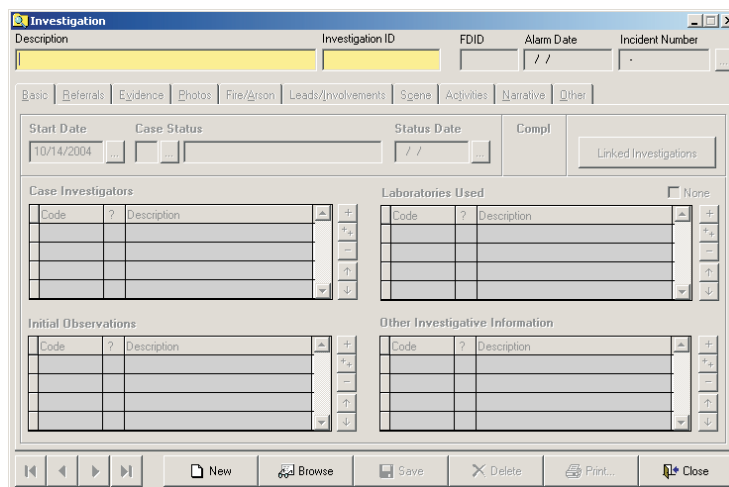 Investigation
Description Investigation ID FDID Alarm Date Incident Number
/ / - ...
Basic Referrals Evidence Photos Fire/Arson Leads/Involvements Scene Activities Narrative Other
Start Date Case Status Status Date Compl
10/14/2004 ... ... / / ... Linked Investigations
Case Investigators Laboratories Used None
Code ? Description Code ? Description
Initial Observations Other Investigative Information
Code ? Description Code ? Description
New Browse Save Delete Print... Close